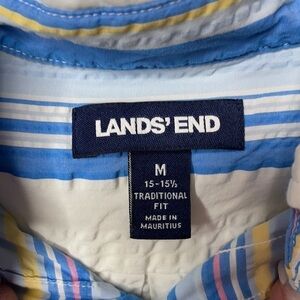 LANDS' END
M
15-15½
TRADITIONAL
FIT
MADE IN
MAURITIUS